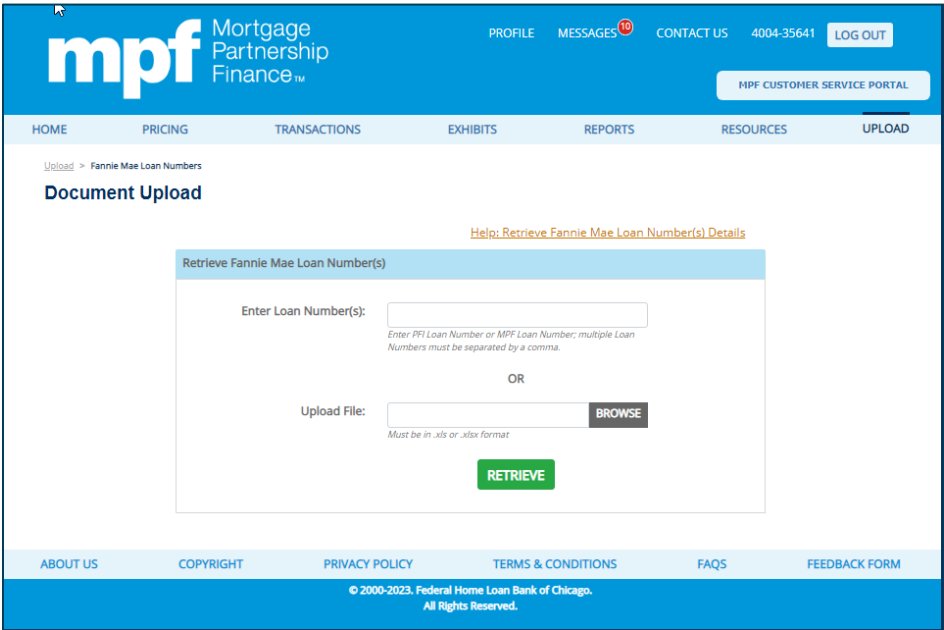 mpf Mortgage
Partnership
Finance™
PROFILE MESSAGES 10 CONTACT US 4004-35641 LOG OUT
MPF CUSTOMER SERVICE PORTAL
HOME PRICING TRANSACTIONS EXHIBITS REPORTS RESOURCES UPLOAD
Upload > Fannie Mae Loan Numbers
Document Upload
Help: Retrieve Fannie Mae Loan Number(s) Details
Retrieve Fannie Mae Loan Number(s)
Enter Loan Number(s):
Enter PFI Loan Number or MPF Loan Number; multiple Loan
Numbers must be separated by a comma.
OR
Upload File: BROWSE
Must be in .xls or .xlsx format
RETRIEVE
ABOUT US COPYRIGHT PRIVACY POLICY TERMS & CONDITIONS FAQS FEEDBACK FORM
© 2000-2023. Federal Home Loan Bank of Chicago.
All Rights Reserved.